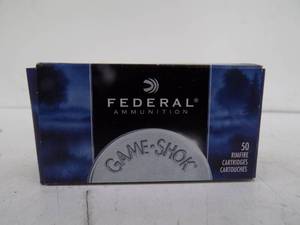 FEDERAL®
AMMUNITION
GAME-SHOK®
50
RIMFIRE
CARTRIDGES
CARTOUCHES